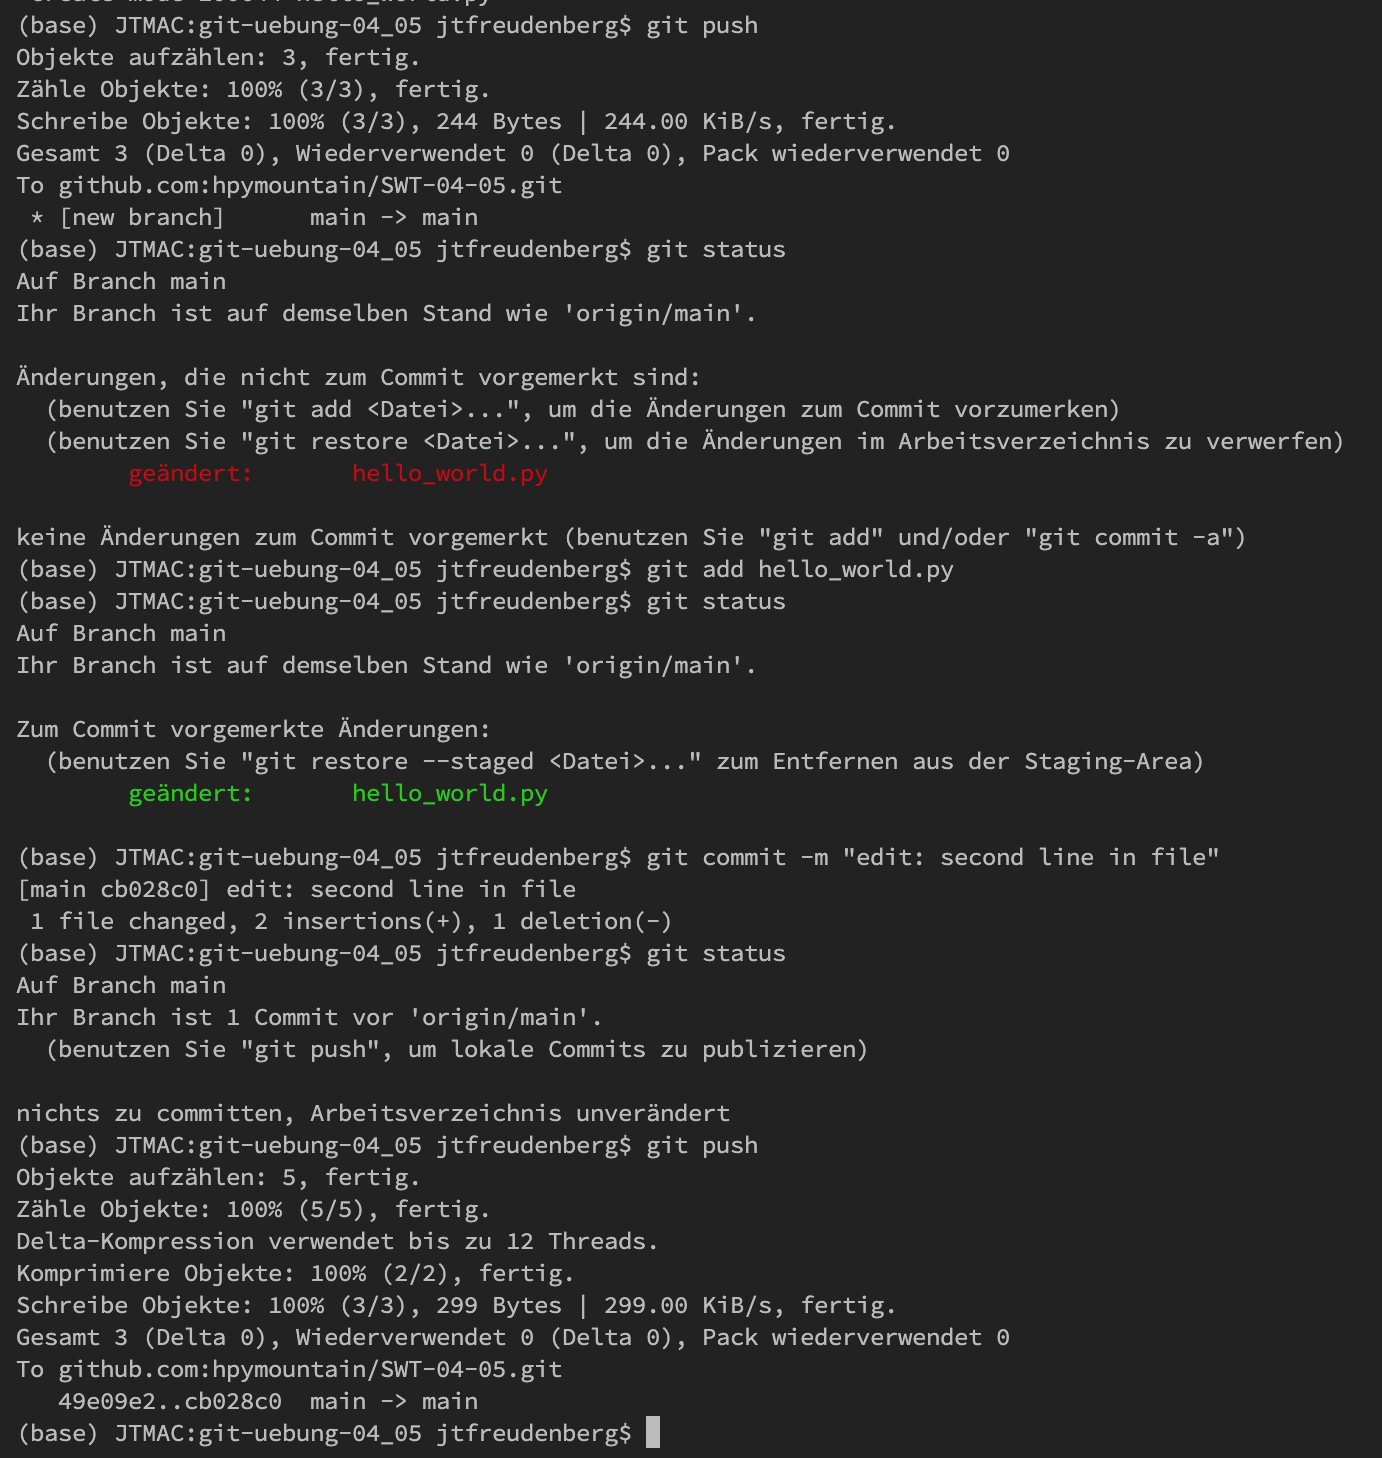 (base) JTMAC:git-uebung-04_05 jtfreudenberg$ git push
Objekte aufzählen: 3, fertig.
Zähle Objekte: 100% (3/3), fertig.
Schreibe Objekte: 100% (3/3), 244 Bytes | 244.00 KiB/s, fertig.
Gesamt 3 (Delta 0), Wiederverwendet 0 (Delta 0), Pack wiederverwendet 0
To github.com:hpymountain/SWT-04-05.git
 * [new branch]      main -> main
(base) JTMAC:git-uebung-04_05 jtfreudenberg$ git status
Auf Branch main
Ihr Branch ist auf demselben Stand wie 'origin/main'.

Änderungen, die nicht zum Commit vorgemerkt sind:
  (benutzen Sie "git add <Datei>...", um die Änderungen zum Commit vorzumerken)
  (benutzen Sie "git restore <Datei>...", um die Änderungen im Arbeitsverzeichnis zu verwerfen)
        geändert:       hello_world.py

keine Änderungen zum Commit vorgemerkt (benutzen Sie "git add" und/oder "git commit -a")
(base) JTMAC:git-uebung-04_05 jtfreudenberg$ git add hello_world.py
(base) JTMAC:git-uebung-04_05 jtfreudenberg$ git status
Auf Branch main
Ihr Branch ist auf demselben Stand wie 'origin/main'.

Zum Commit vorgemerkte Änderungen:
  (benutzen Sie "git restore --staged <Datei>..." zum Entfernen aus der Staging-Area)
        geändert:       hello_world.py

(base) JTMAC:git-uebung-04_05 jtfreudenberg$ git commit -m "edit: second line in file"
[main cb028c0] edit: second line in file
 1 file changed, 2 insertions(+), 1 deletion(-)
(base) JTMAC:git-uebung-04_05 jtfreudenberg$ git status
Auf Branch main
Ihr Branch ist 1 Commit vor 'origin/main'.
  (benutzen Sie "git push", um lokale Commits zu publizieren)

nichts zu committen, Arbeitsverzeichnis unverändert
(base) JTMAC:git-uebung-04_05 jtfreudenberg$ git push
Objekte aufzählen: 5, fertig.
Zähle Objekte: 100% (5/5), fertig.
Delta-Kompression verwendet bis zu 12 Threads.
Komprimiere Objekte: 100% (2/2), fertig.
Schreibe Objekte: 100% (3/3), 299 Bytes | 299.00 KiB/s, fertig.
Gesamt 3 (Delta 0), Wiederverwendet 0 (Delta 0), Pack wiederverwendet 0
To github.com:hpymountain/SWT-04-05.git
   49e09e2..cb028c0  main -> main
(base) JTMAC:git-uebung-04_05 jtfreudenberg$